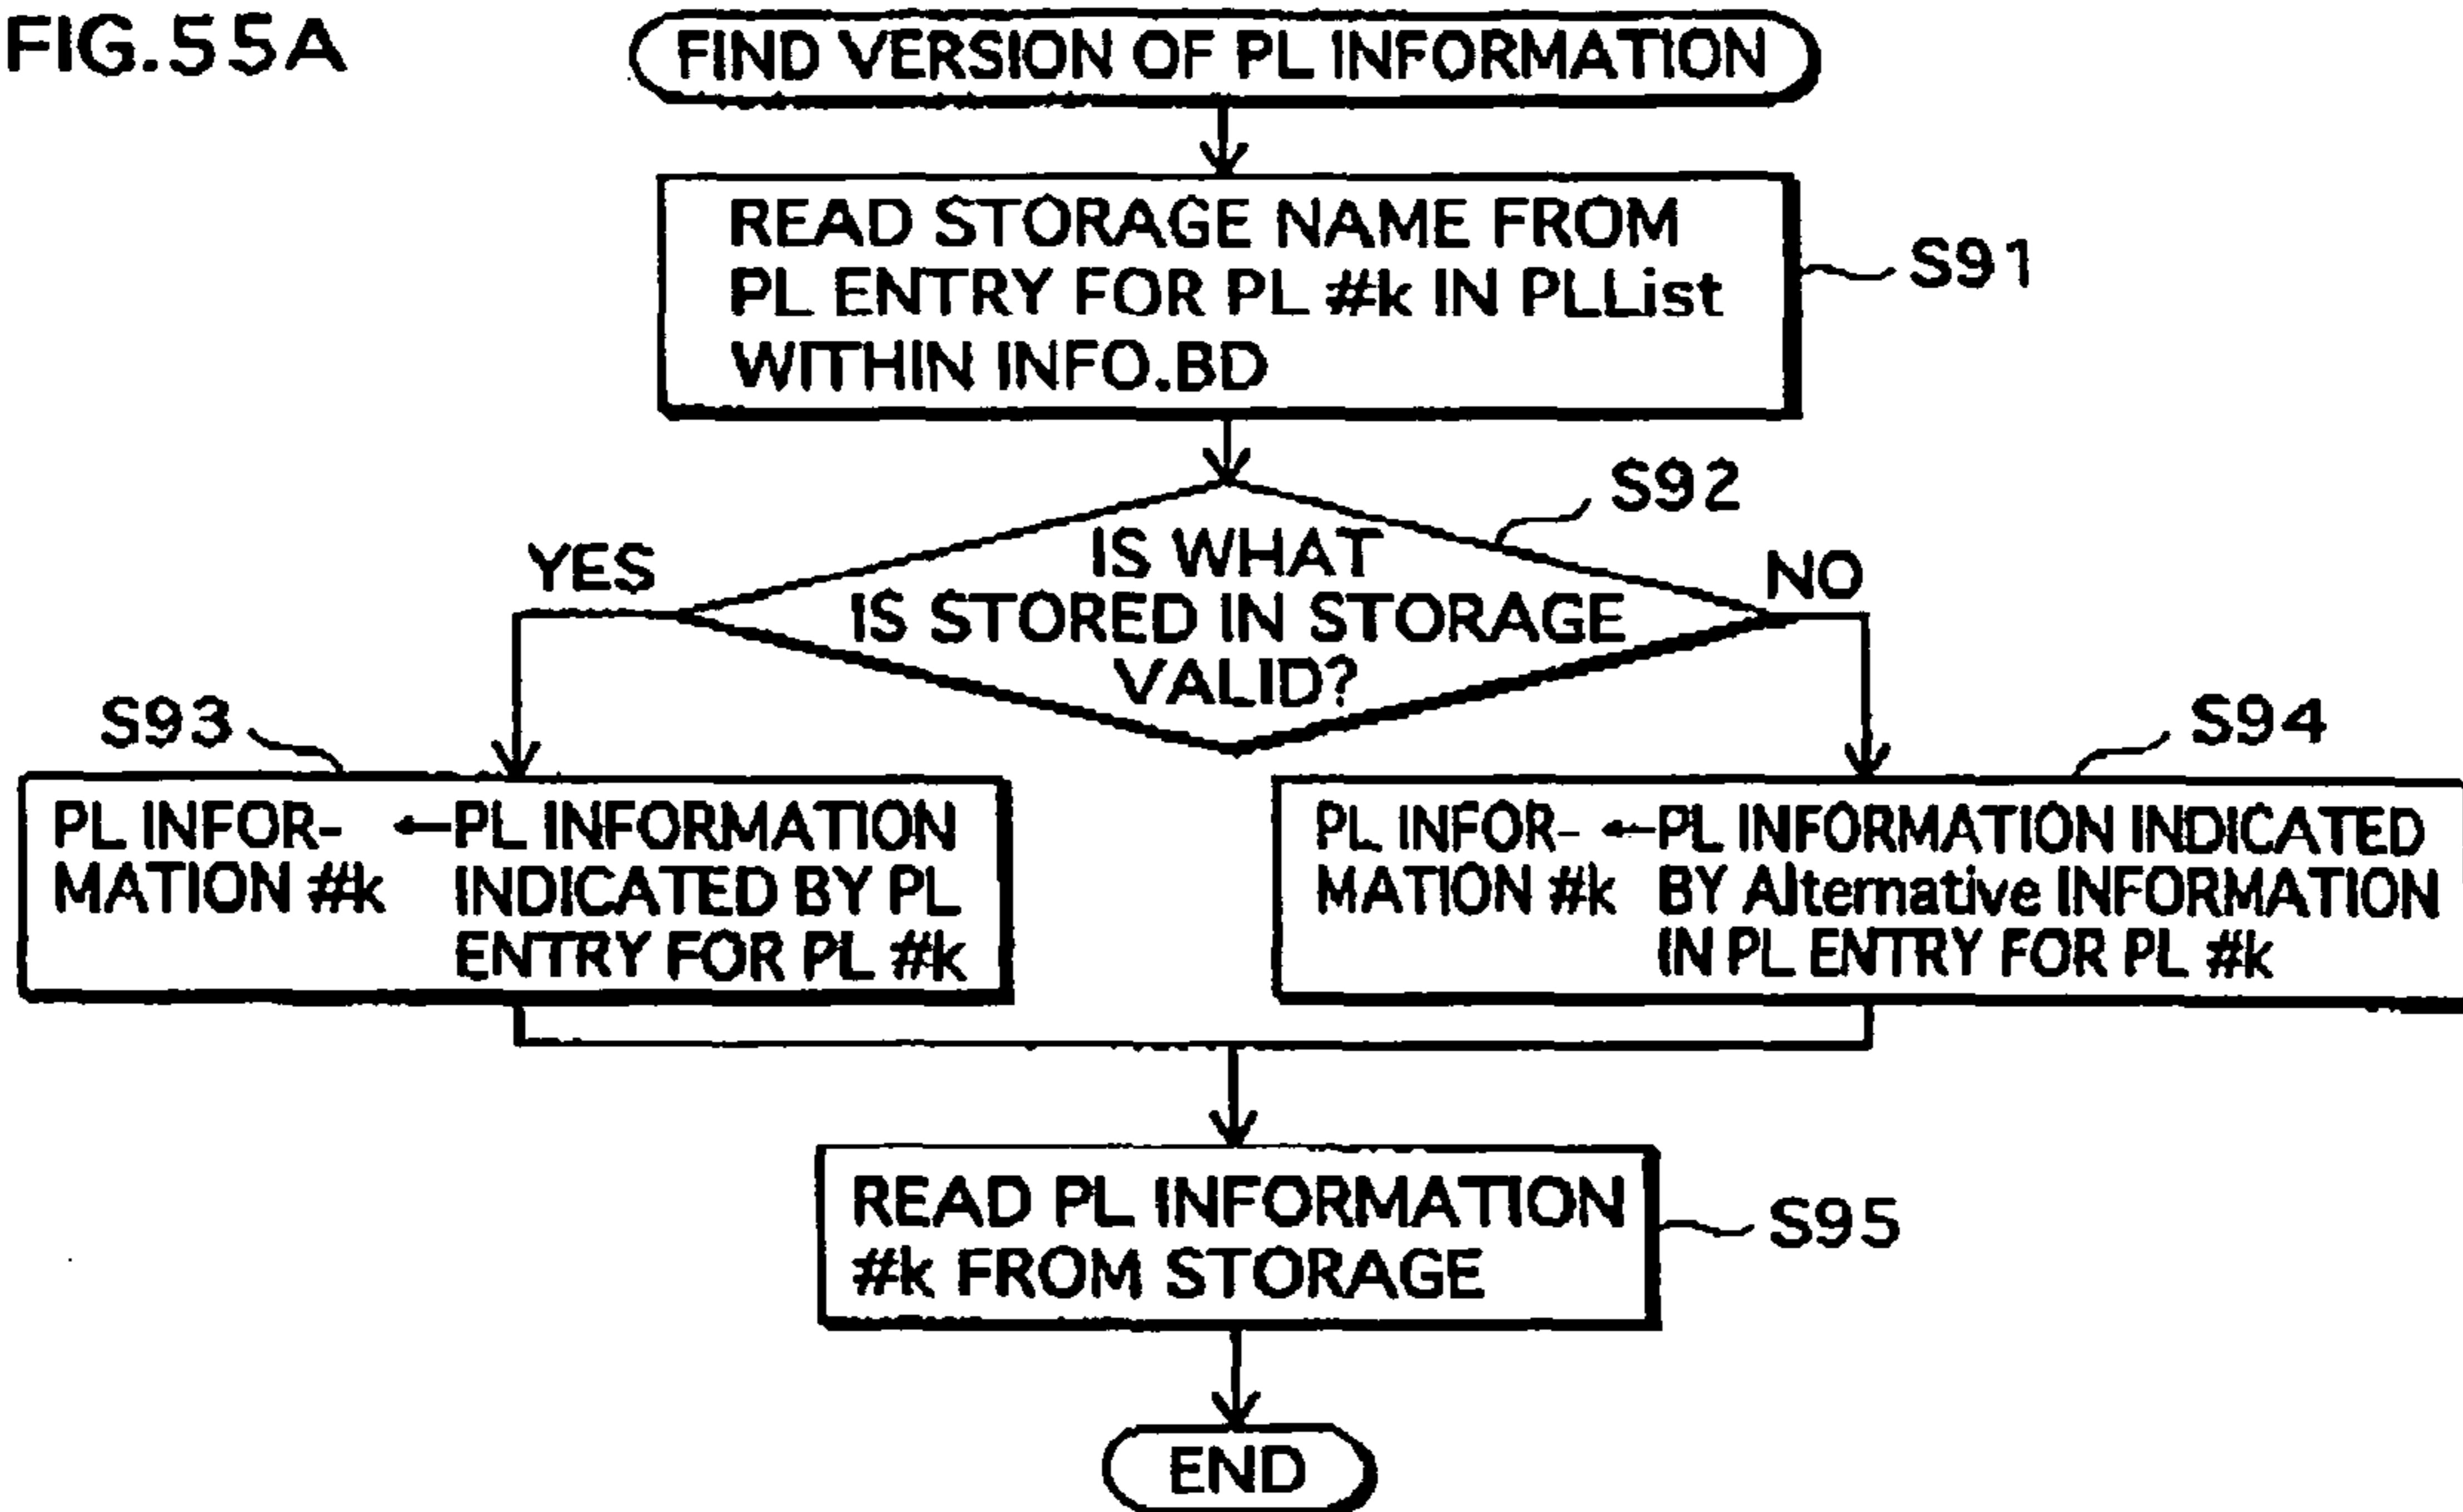 FIG.55A
FIND VERSION OF PL INFORMATION
READ STORAGE NAME FROM
PL ENTRY FOR PL #k IN PLList
WITHIN INFO.BD
S91
S92
IS WHAT
IS STORED IN STORAGE
VALID?
YES
NO
S93
PL INFOR- ←PL INFORMATION
MATION #k INDICATED BY PL
ENTRY FOR PL #k
S94
PL INFOR- ←PL INFORMATION INDICATED
MATION #k BY Alternative INFORMATION
IN PL ENTRY FOR PL #k
READ PL INFORMATION
#k FROM STORAGE
S95
END